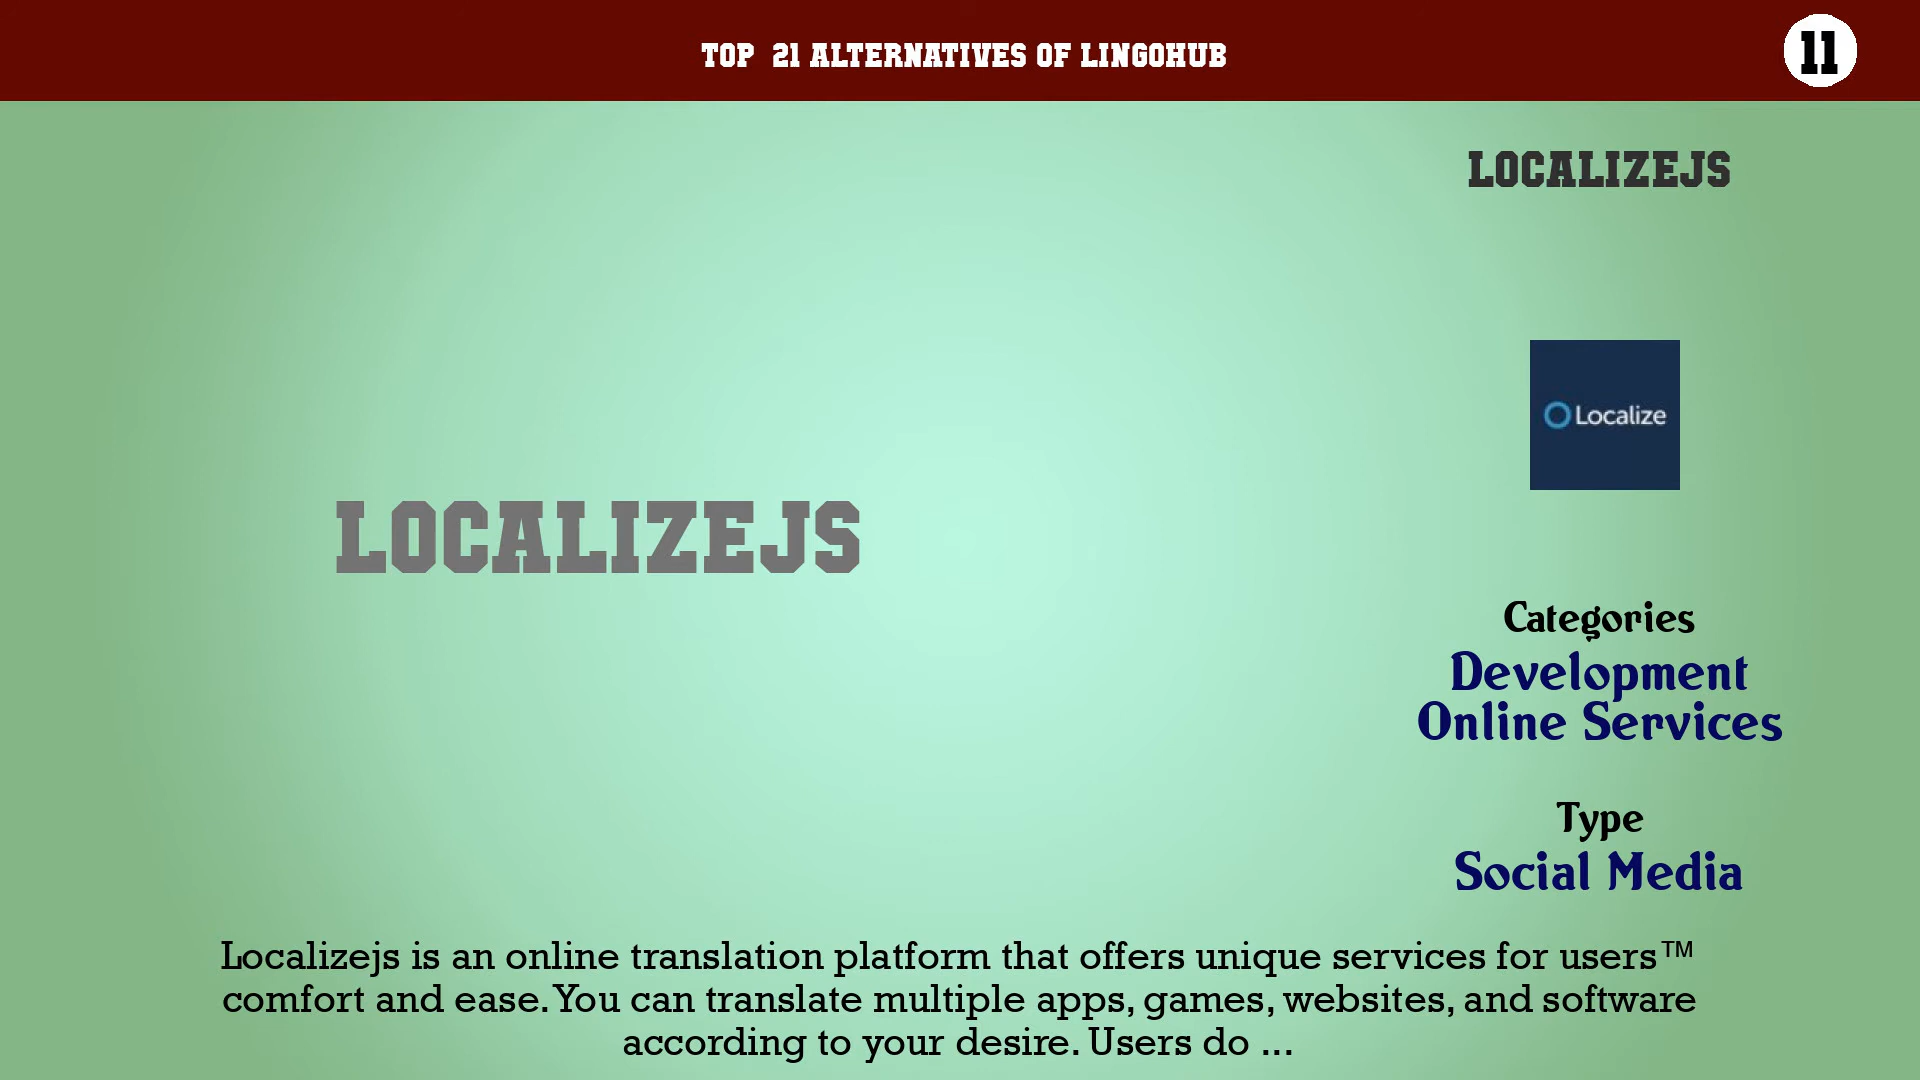 TOP 21 ALTERNATIVES OF LINGOHUB
11
LOCALIZEJS
Localize
LOCALIZEJS
Categories
Development
Online Services
Type
Social Media
Localizejs is an online translation platform that offers unique services for users™
comfort and ease. You can translate multiple apps, games, websites, and software
according to your desire. Users do ...